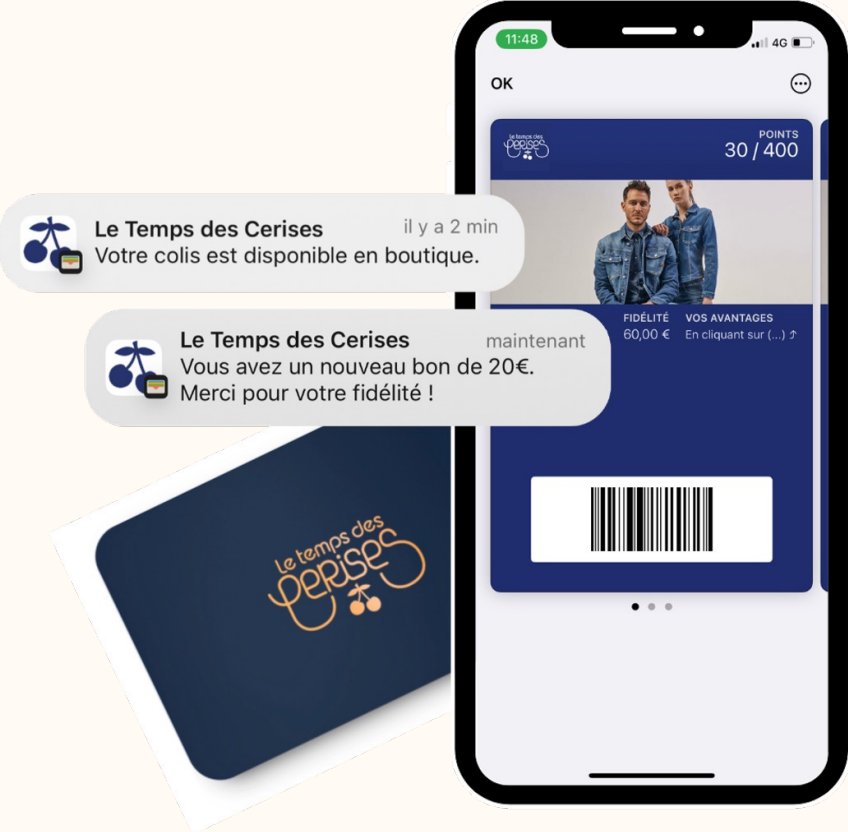 11:48
4G
OK
le temps des
cerises
POINTS
30 / 400
Le Temps des Cerises
il y a 2 min
Votre colis est disponible en boutique.
Le Temps des Cerises
maintenant
Vous avez un nouveau bon de 20€.
Merci pour votre fidélité !
FIDÉLITÉ
VOS AVANTAGES
60,00 €
En cliquant sur (...) ⤴
Le temps des
cerises